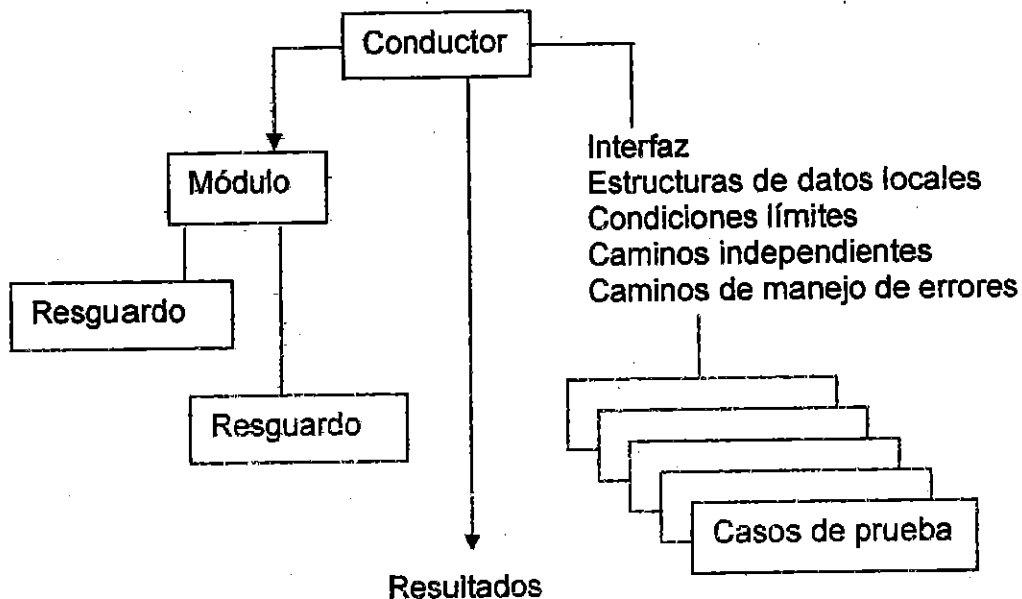 Conductor
Módulo
Resguardo
Resguardo
Interfaz
Estructuras de datos locales
Condiciones límites
Caminos independientes
Caminos de manejo de errores
Casos de prueba
Resultados